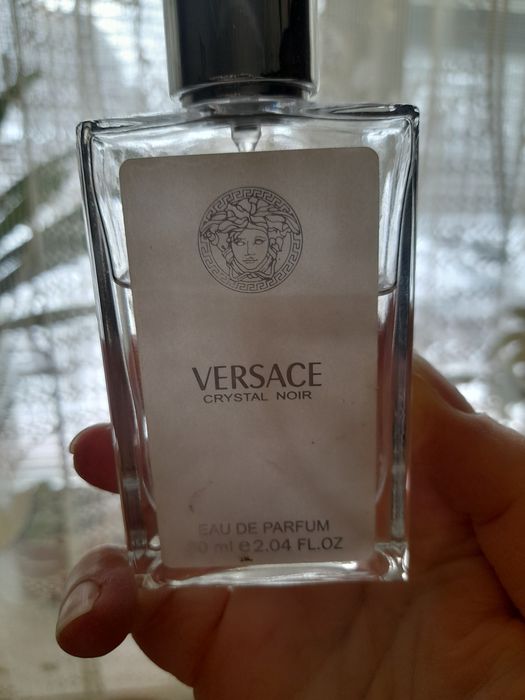 VERSACE
CRYSTAL NOIR
EAU DE PARFUM
ml e 2.04 FL.OZ